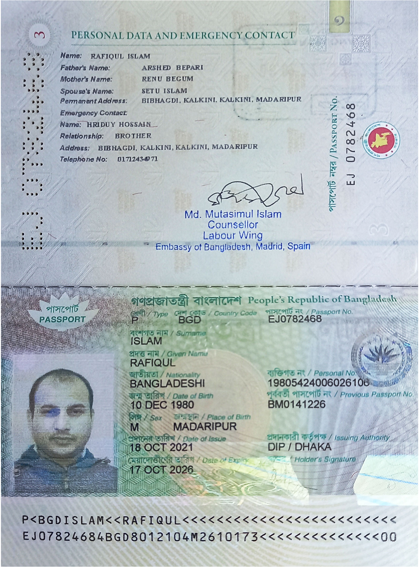 3
PERSONAL DATA AND EMERGENCY CONTACT
Name: RAFIQUL ISLAM
Father's Name: ARSHED BEPARI
Mother's Name: RENU BEGUM
Spouse's Name: SETU ISLAM
Permanant Address: BIBHAGDI, KALKINI, KALKINI, MADARIPUR
Emergency Contact:
Name: HRIDUY HOSSAIN
Relationship: BROTHER
Address: BIBHAGDI, KALKINI, KALKINI, MADARIPUR
Telephone No: 01712434971
EJ 0782468
পাসপোর্ট নম্বর / PASSPORT No.
EJ 0782468
Md. Mutasimul Islam
Counsellor
Labour Wing
Embassy of Bangladesh, Madrid, Spain
গণপ্রজাতন্ত্রী বাংলাদেশ People's Republic of Bangladesh
পাসপোর্ট
PASSPORT
শ্রেণী / Type দেশ কোড / Country Code পাসপোর্ট নং / Passport No.
P BGD EJ0782468
বংশগত নাম / Surname
ISLAM
প্রদত্ত নাম / Given Name
RAFIQUL
জাতীয়তা / Nationality ব্যক্তিগত নং / Personal No.
BANGLADESHI 19805424006026106
জন্ম তারিখ / Date of Birth পূর্ববর্তী পাসপোর্ট নং / Previous Passport No.
10 DEC 1980 BM0141226
লিঙ্গ / Sex জন্মস্থান / Place of Birth
M MADARIPUR
প্রদানের তারিখ / Date of Issue প্রদানকারী কর্তৃপক্ষ / Issuing Authority
18 OCT 2021 DIP / DHAKA
মেয়াদোত্তীর্ণের তারিখ / Date of Expiry Holder's Signature
17 OCT 2026
P<BGDISLAM<<RAFIQUL<<<<<<<<<<<<<<<<<<<<<<<<<
EJ07824684BGD8012104M2610173<<<<<<<<<<<<<<00